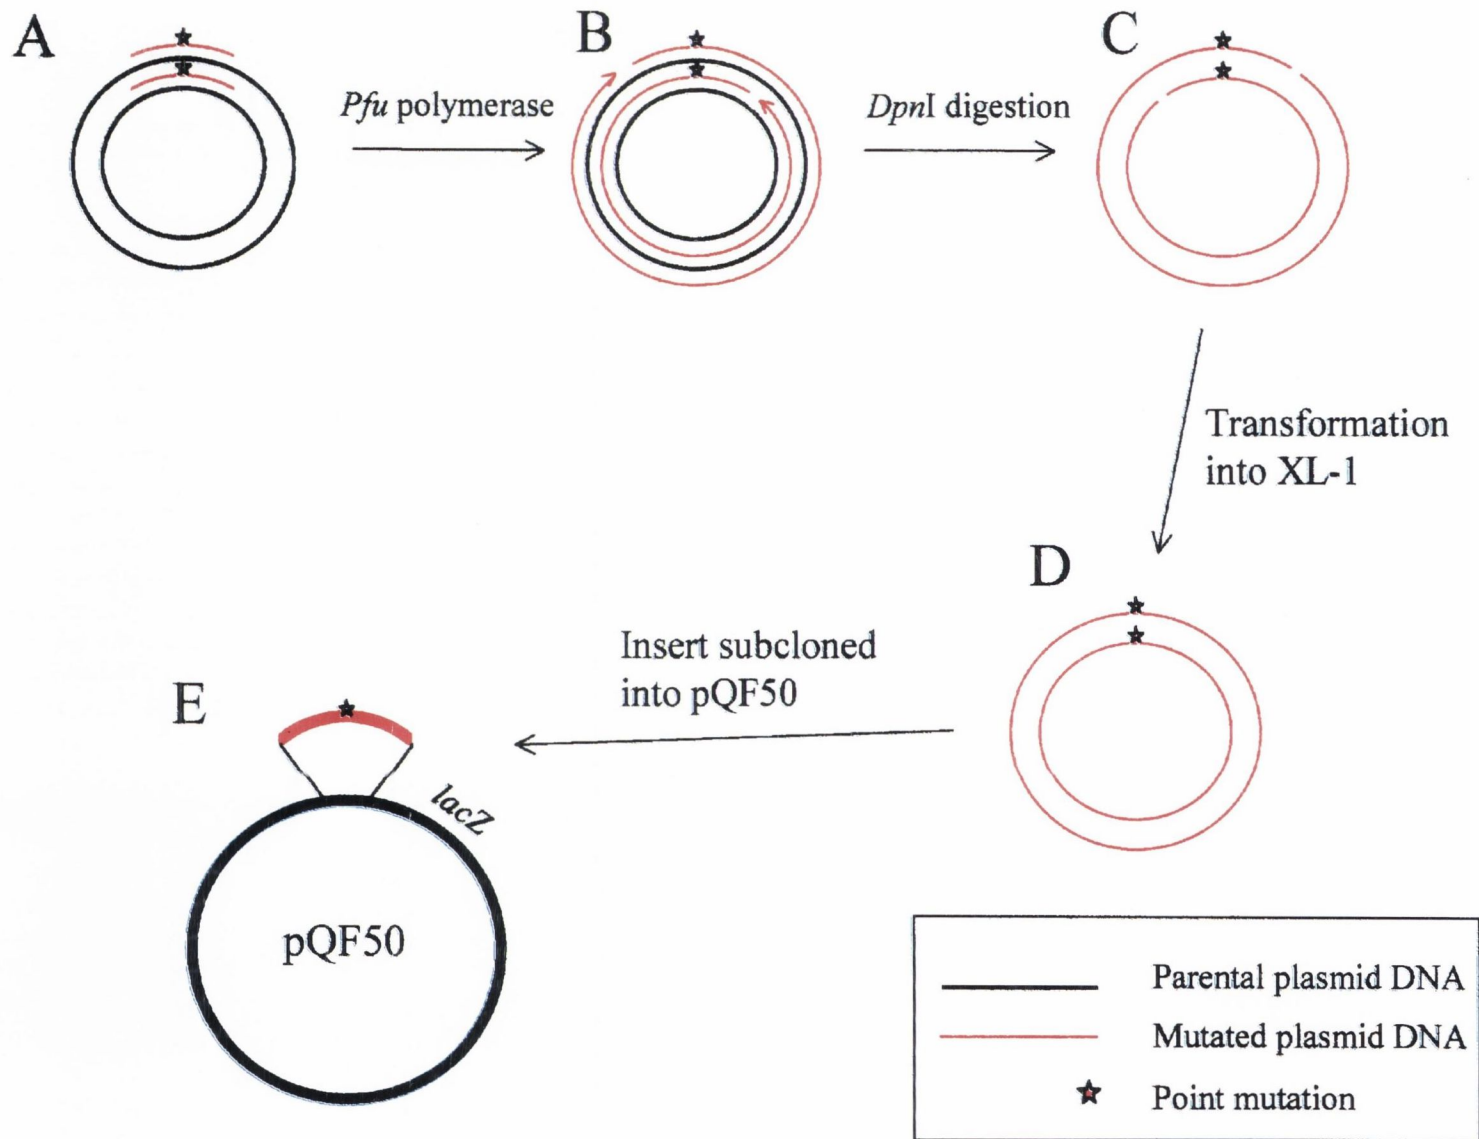 A
B
C
Pfu polymerase
DpnI digestion
Transformation
into XL-1
D
Insert subcloned
into pQF50
E
lacZ
pQF50
Parental plasmid DNA
Mutated plasmid DNA
Point mutation